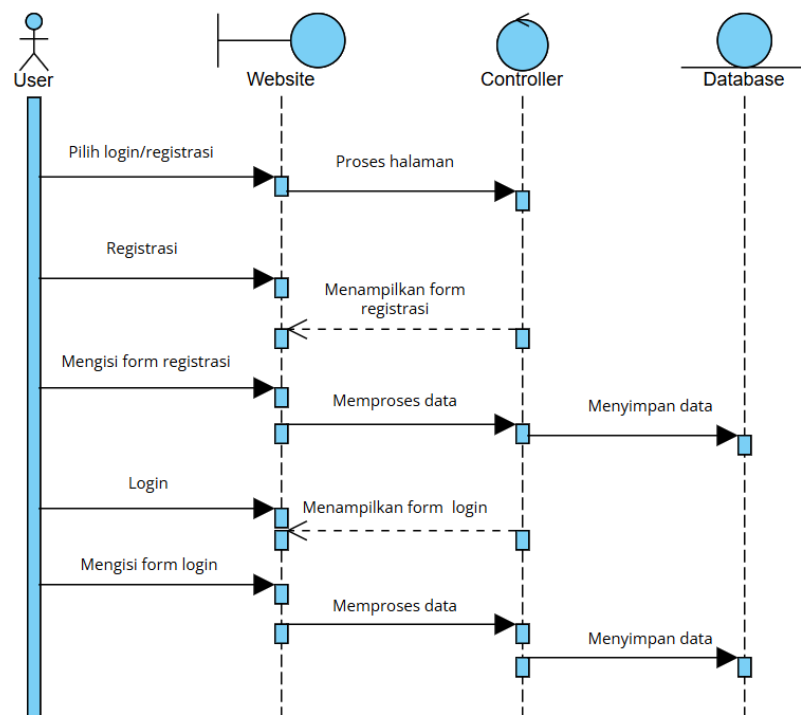 User
Website
Controller
Database
Pilih login/registrasi
Proses halaman
Registrasi
Menampilkan form
registrasi
Mengisi form registrasi
Memproses data
Menyimpan data
Login
Menampilkan form  login
Mengisi form login
Memproses data
Menyimpan data